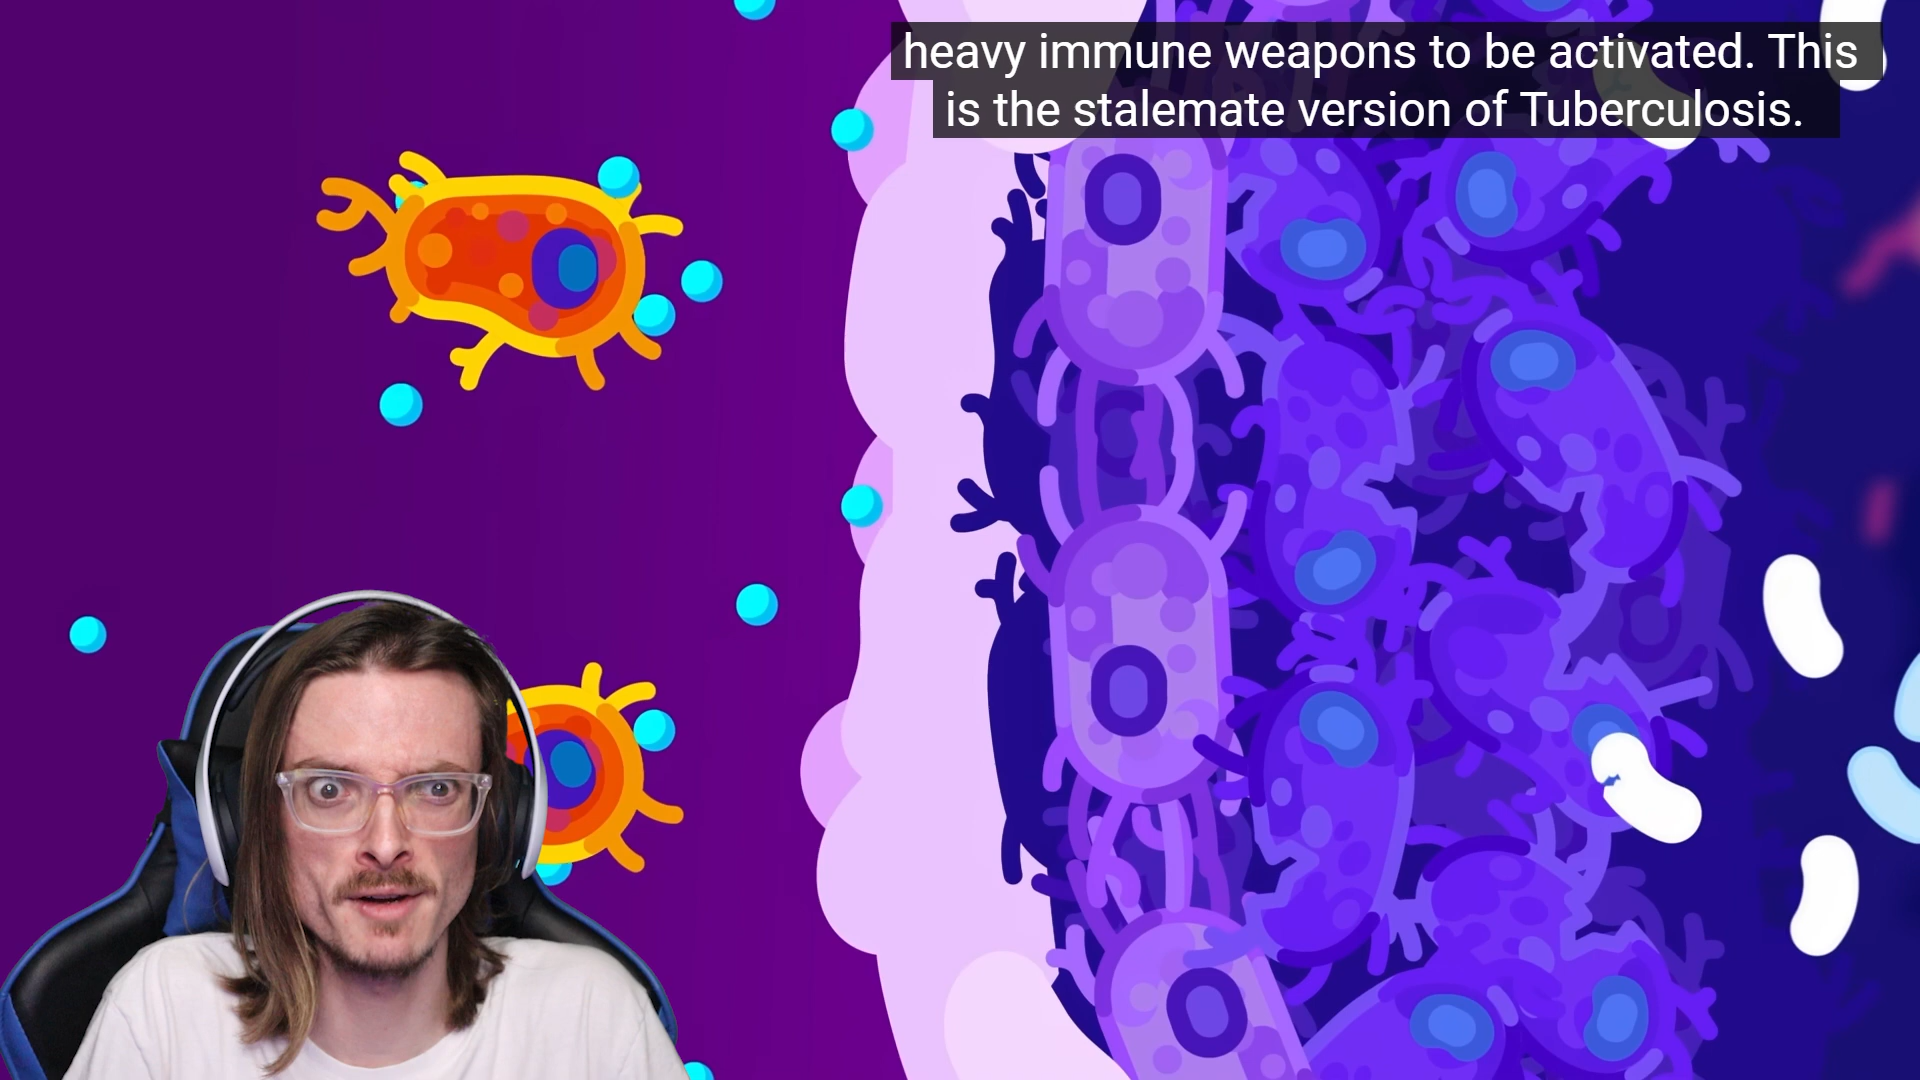 heavy immune weapons to be activated. This
is the stalemate version of Tuberculosis.